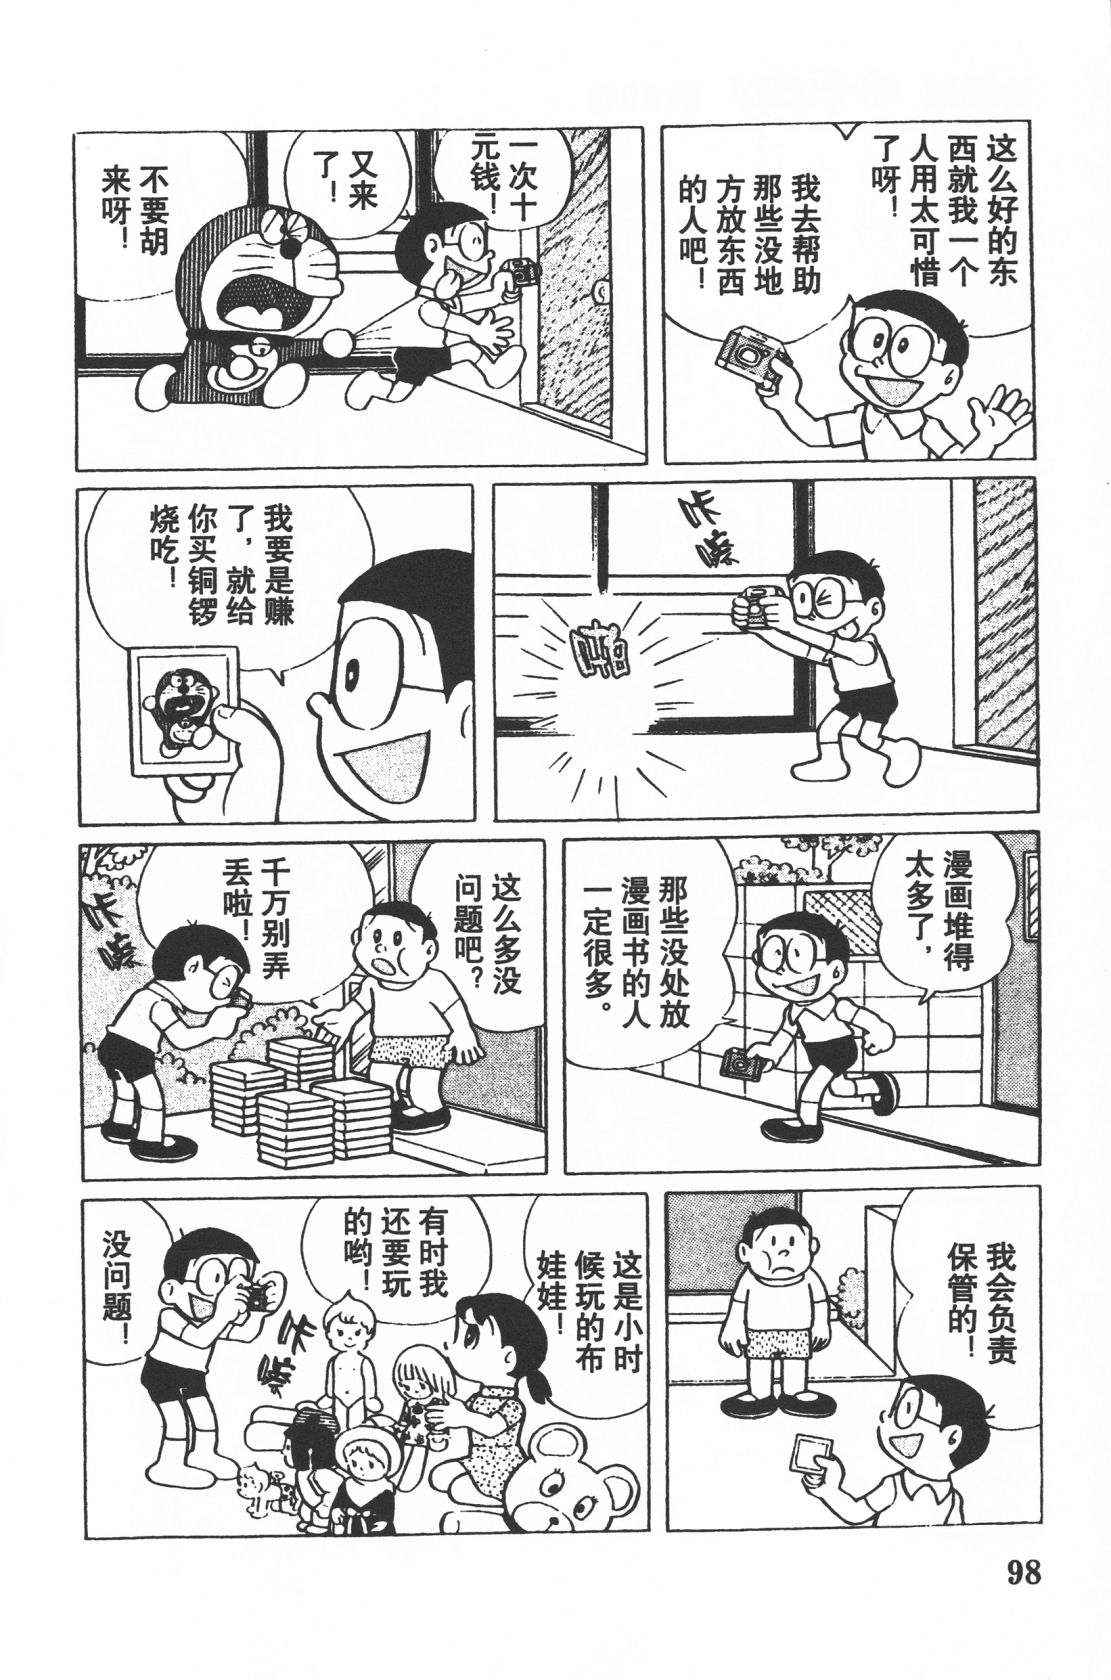 这么好的东
西就我一个
人用太可惜
了呀！
我去帮助
那些没地
方放东西
的人吧！
一次十
元钱！
又来
了！
不要胡
来呀！
咔
嚓
啪
我要是赚
了，就给
你买铜锣
烧吃！
漫画堆得
太多了，
那些没处放
漫画书的人
一定很多。
这么多没
问题吧？
千万别弄
丢啦！
咔
嚓
我会负责
保管的！
这是小时
候玩的布
娃娃！
有时我
还要玩
的哟！
咔
嚓
没问题！
98